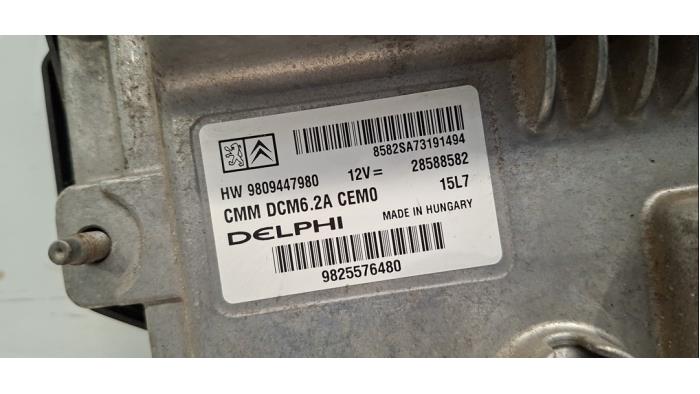 8582SA73191494
HW 9809447980 12V= 28588582
CMM DCM6.2A CEM0 15L7
DELPHI MADE IN HUNGARY
9825576480